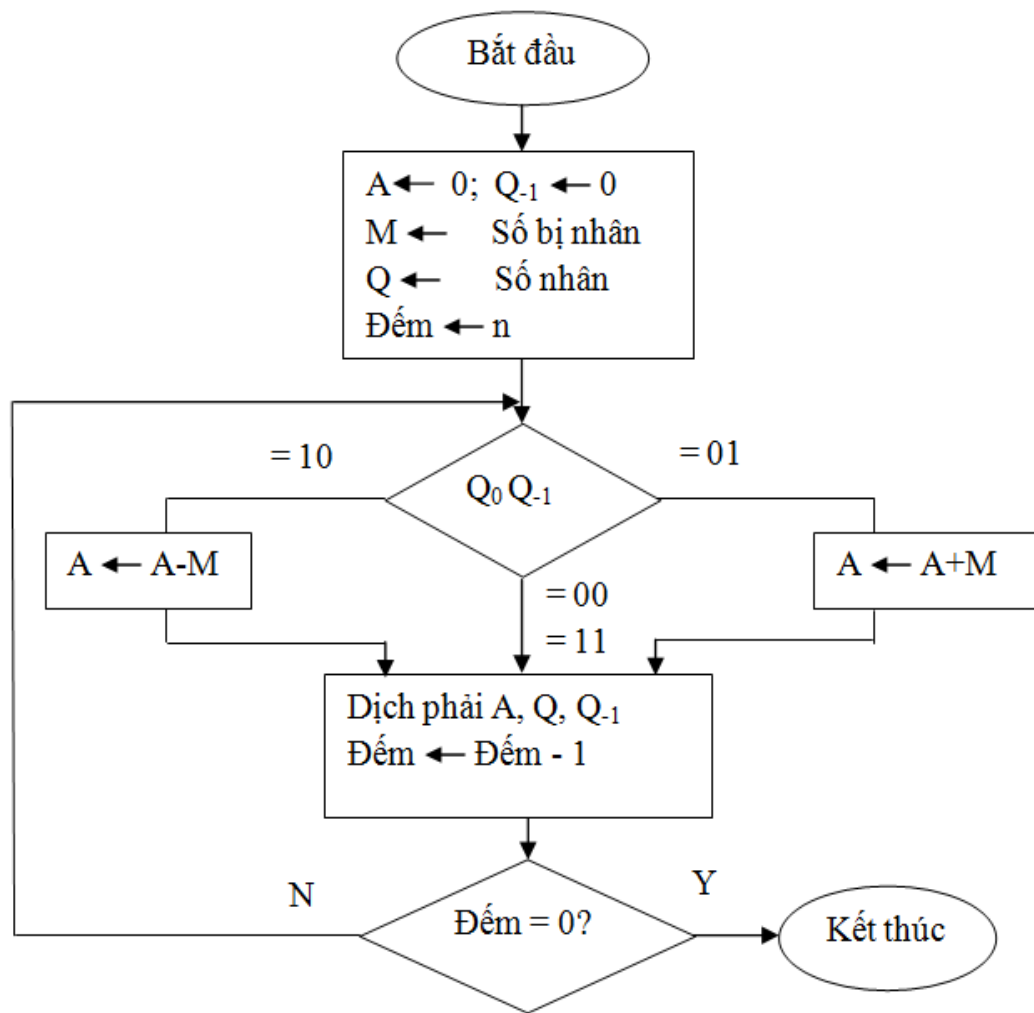 Bắt đầu
A ← 0; Q₋₁ ← 0
M ← Số bị nhân
Q ← Số nhân
Đếm ← n
= 10
Q₀ Q₋₁
= 01
A ← A-M
= 00
= 11
A ← A+M
Dịch phải A, Q, Q₋₁
Đếm ← Đếm - 1
N
Đếm = 0?
Y
Kết thúc